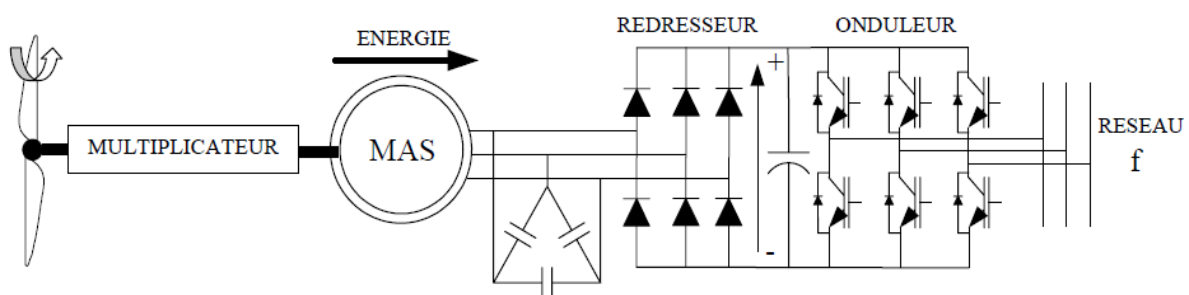 REDRESSEUR
ONDULEUR
ENERGIE
+
MULTIPLICATEUR
MAS
RESEAU
f
-